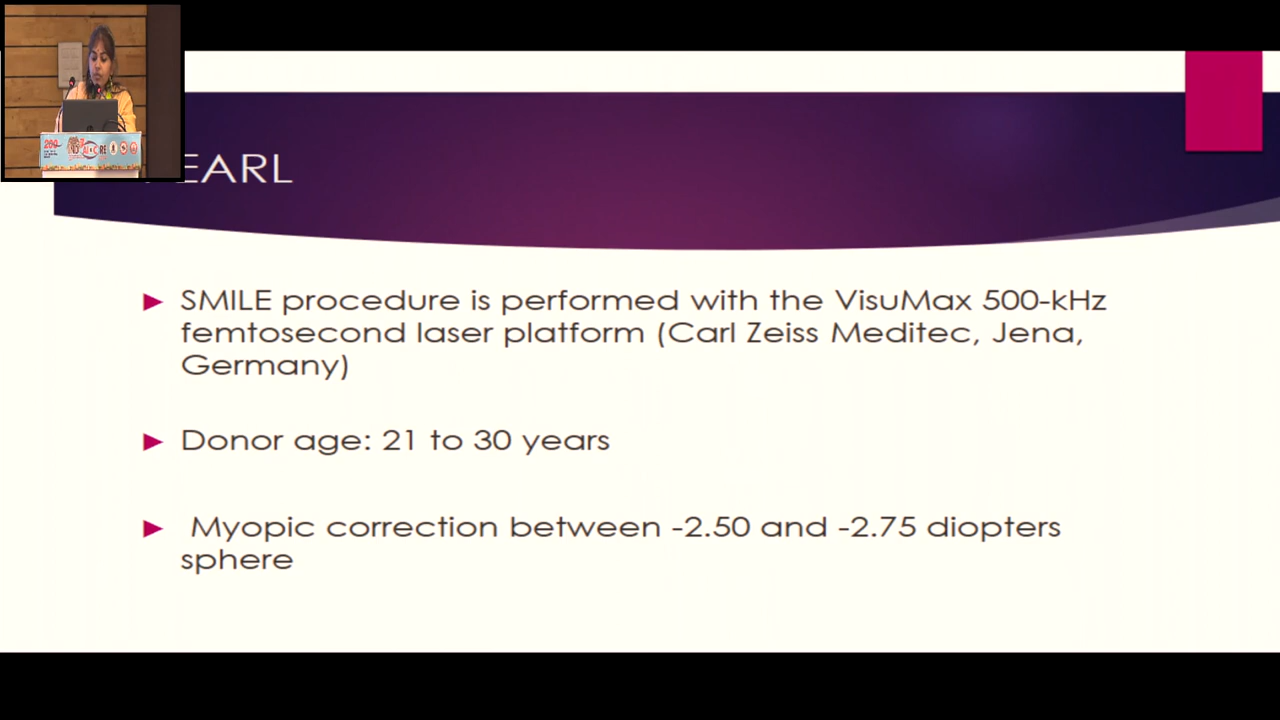 EARL
► SMILE procedure is performed with the VisuMax 500-kHz
femtosecond laser platform (Carl Zeiss Meditec, Jena,
Germany)
► Donor age: 21 to 30 years
► Myopic correction between -2.50 and -2.75 diopters
sphere